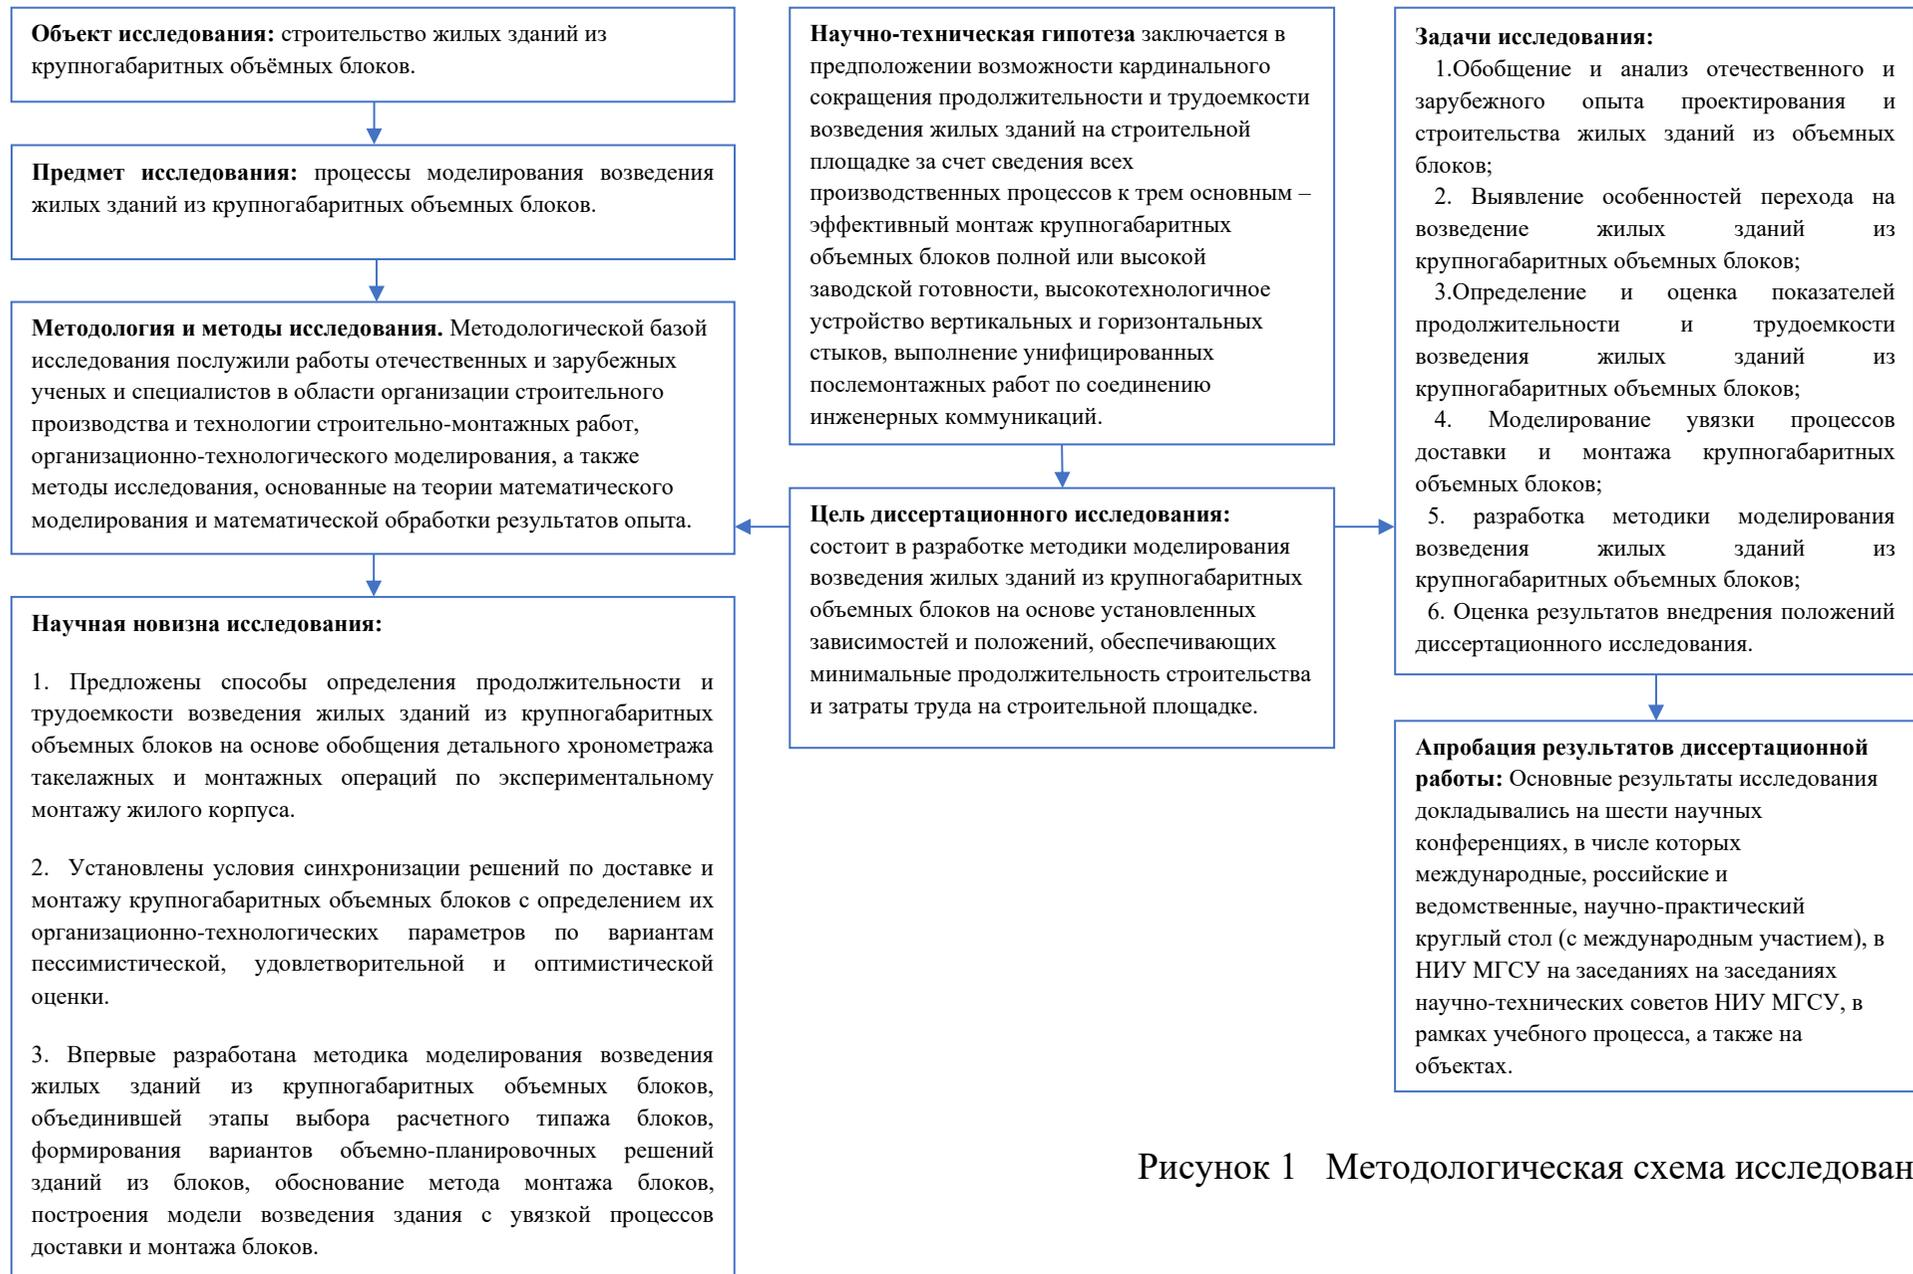 Объект исследования: строительство жилых зданий из
крупногабаритных объёмных блоков.
Предмет исследования: процессы моделирования возведения
жилых зданий из крупногабаритных объемных блоков.
Методология и методы исследования. Методологической базой
исследования послужили работы отечественных и зарубежных
ученых и специалистов в области организации строительного
производства и технологии строительно-монтажных работ,
организационно-технологического моделирования, а также
методы исследования, основанные на теории математического
моделирования и математической обработки результатов опыта.
Научная новизна исследования:
1. Предложены способы определения продолжительности и
трудоемкости возведения жилых зданий из крупногабаритных
объемных блоков на основе обобщения детального хронометража
такелажных и монтажных операций по экспериментальному
монтажу жилого корпуса.
2. Установлены условия синхронизации решений по доставке и
монтажу крупногабаритных объемных блоков с определением их
организационно-технологических параметров по вариантам
пессимистической, удовлетворительной и оптимистической
оценки.
3. Впервые разработана методика моделирования возведения
жилых зданий из крупногабаритных объемных блоков,
объединившей этапы выбора расчетного типажа блоков,
формирования вариантов объемно-планировочных решений
зданий из блоков, обоснование метода монтажа блоков,
построения модели возведения здания с увязкой процессов
доставки и монтажа блоков.
Научно-техническая гипотеза заключается в
предположении возможности кардинального
сокращения продолжительности и трудоемкости
возведения жилых зданий на строительной
площадке за счет сведения всех
производственных процессов к трем основным –
эффективный монтаж крупногабаритных
объемных блоков полной или высокой
заводской готовности, высокотехнологичное
устройство вертикальных и горизонтальных
стыков, выполнение унифицированных
послемонтажных работ по соединению
инженерных коммуникаций.
Цель диссертационного исследования:
состоит в разработке методики моделирования
возведения жилых зданий из крупногабаритных
объемных блоков на основе установленных
зависимостей и положений, обеспечивающих
минимальные продолжительность строительства
и затраты труда на строительной площадке.
Задачи исследования:
1.Обобщение и анализ отечественного и
зарубежного опыта проектирования и
строительства жилых зданий из объемных
блоков;
2. Выявление особенностей перехода на
возведение жилых зданий из
крупногабаритных объемных блоков;
3.Определение и оценка показателей
продолжительности и трудоемкости
возведения жилых зданий из
крупногабаритных объемных блоков;
4. Моделирование увязки процессов
доставки и монтажа крупногабаритных
объемных блоков;
5. разработка методики моделирования
возведения жилых зданий из
крупногабаритных объемных блоков;
6. Оценка результатов внедрения положений
диссертационного исследования.
Апробация результатов диссертационной
работы: Основные результаты исследования
докладывались на шести научных
конференциях, в числе которых
международные, российские и
ведомственные, научно-практический
круглый стол (с международным участием), в
НИУ МГСУ на заседаниях на заседаниях
научно-технических советов НИУ МГСУ, в
рамках учебного процесса, а также на
объектах.
Рисунок 1 Методологическая схема исследован